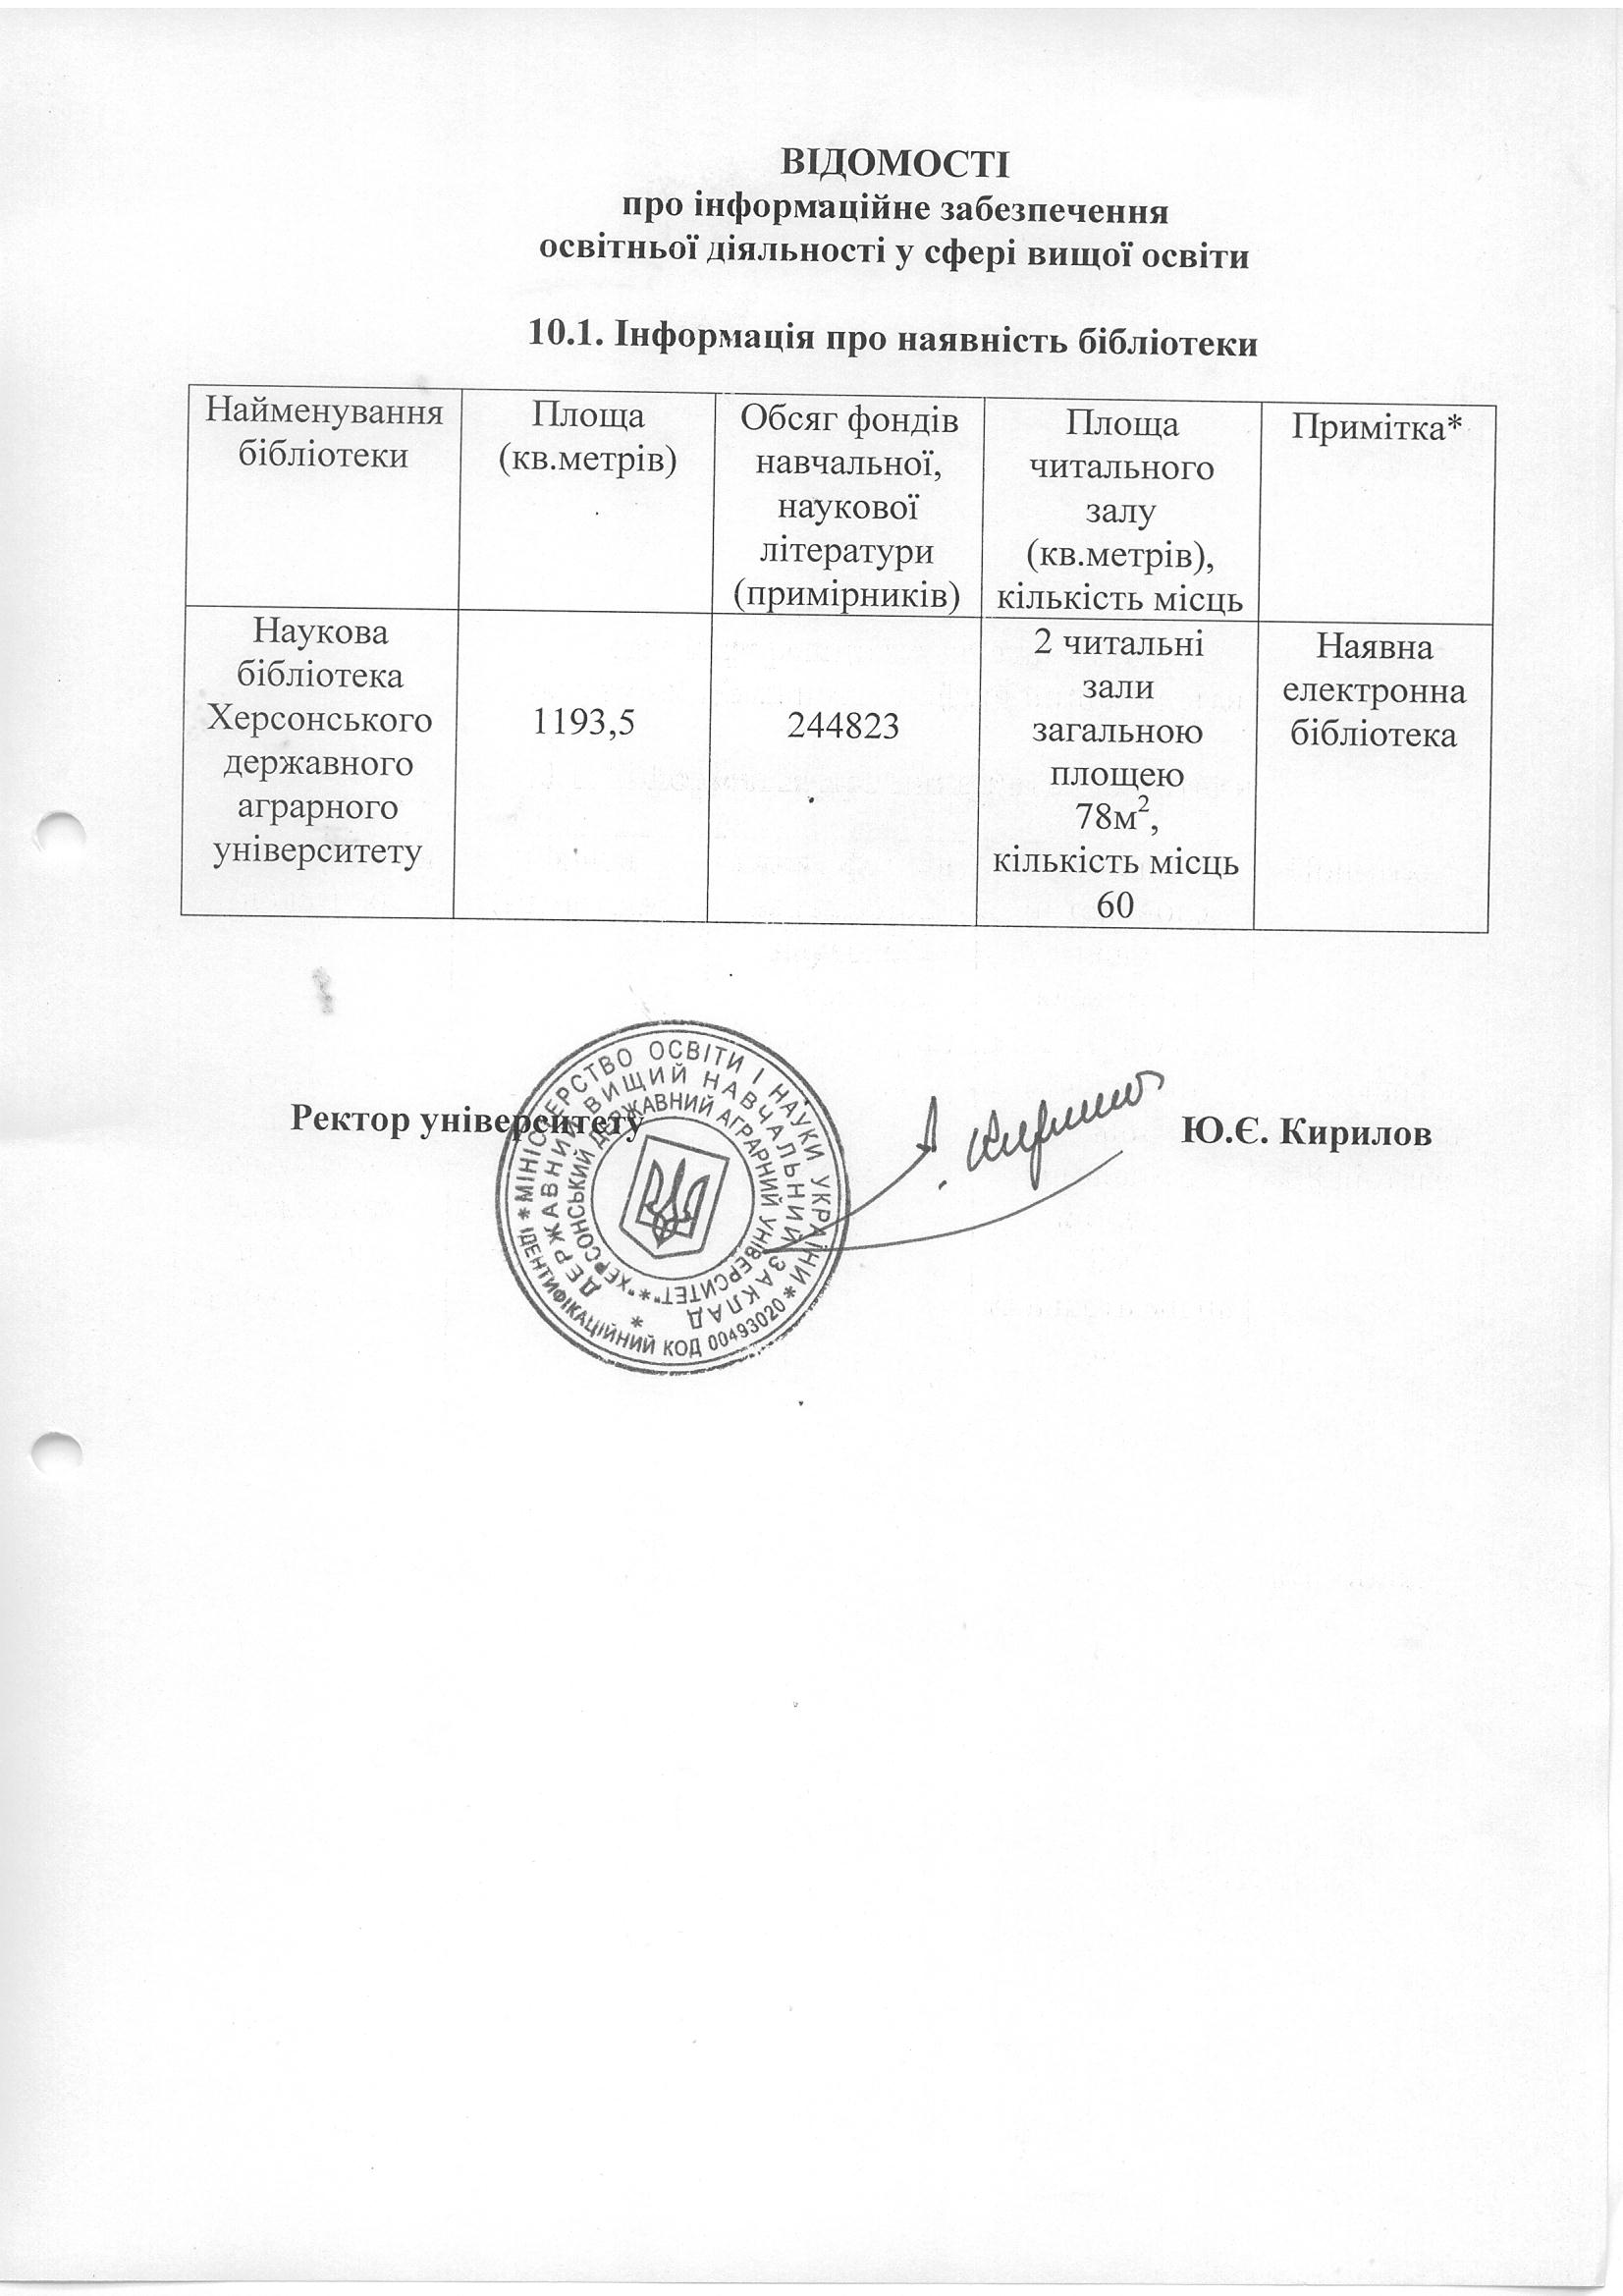 ВІДОМОСТІ
про інформаційне забезпечення
освітньої діяльності у сфері вищої освіти
10.1. Інформація про наявність бібліотеки
Найменування
бібліотеки
Площа
(кв.метрів)
Обсяг фондів
навчальної,
наукової
літератури
(примірників)
Площа
читального
залу
(кв.метрів),
кількість місць
Примітка*
Наукова
бібліотека
Херсонського
державного
аграрного
університету
1193,5
244823
2 читальні
зали
загальною
площею
78м²,
кількість місць
60
Наявна
електронна
бібліотека
Ректор університету
Ю.Є. Кирилов
* МІНІСТЕРСТВО ОСВІТИ І НАУКИ УКРАЇНИ *
ІДЕНТИФІКАЦІЙНИЙ КОД 00493020
ДЕРЖАВНИЙ ВИЩИЙ НАВЧАЛЬНИЙ ЗАКЛАД *
"ХЕРСОНСЬКИЙ ДЕРЖАВНИЙ АГРАРНИЙ УНІВЕРСИТЕТ" *